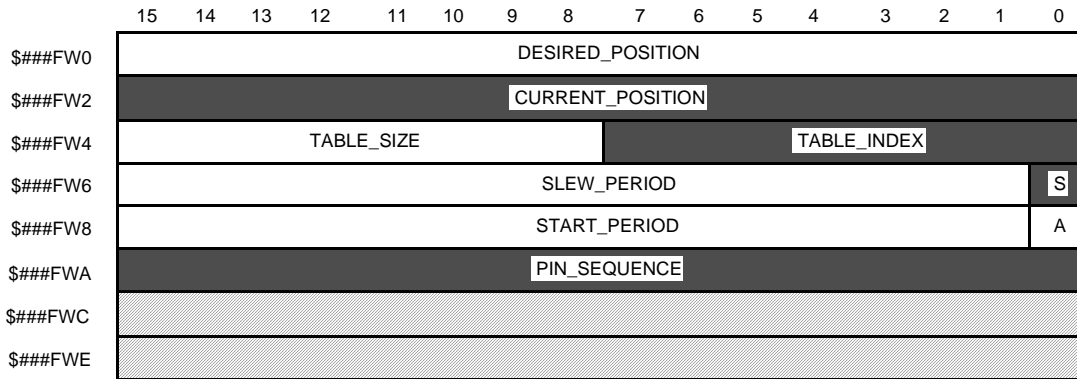 15 14 13 12 11 10 9 8 7 6 5 4 3 2 1 0
$###FW0 DESIRED_POSITION
$###FW2 CURRENT_POSITION
$###FW4 TABLE_SIZE TABLE_INDEX
$###FW6 SLEW_PERIOD S
$###FW8 START_PERIOD A
$###FWA PIN_SEQUENCE
$###FWC
$###FWE